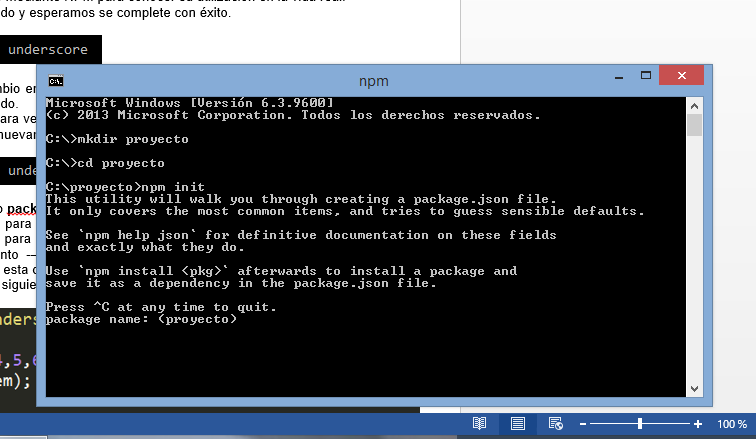 do y esperamos se complete con éxito.
underscore
npm
Microsoft Windows [Versión 6.3.9600]
(c) 2013 Microsoft Corporation. Todos los derechos reservados.
C:\>mkdir proyecto
C:\>cd proyecto
C:\proyecto>npm init
This utility will walk you through creating a package.json file.
It only covers the most common items, and tries to guess sensible defaults.
See `npm help json` for definitive documentation on these fields
and exactly what they do.
Use `npm install <pkg>` afterwards to install a package and
save it as a dependency in the package.json file.
Press ^C at any time to quit.
package name: (proyecto)
do.
para
para
esta
100 %